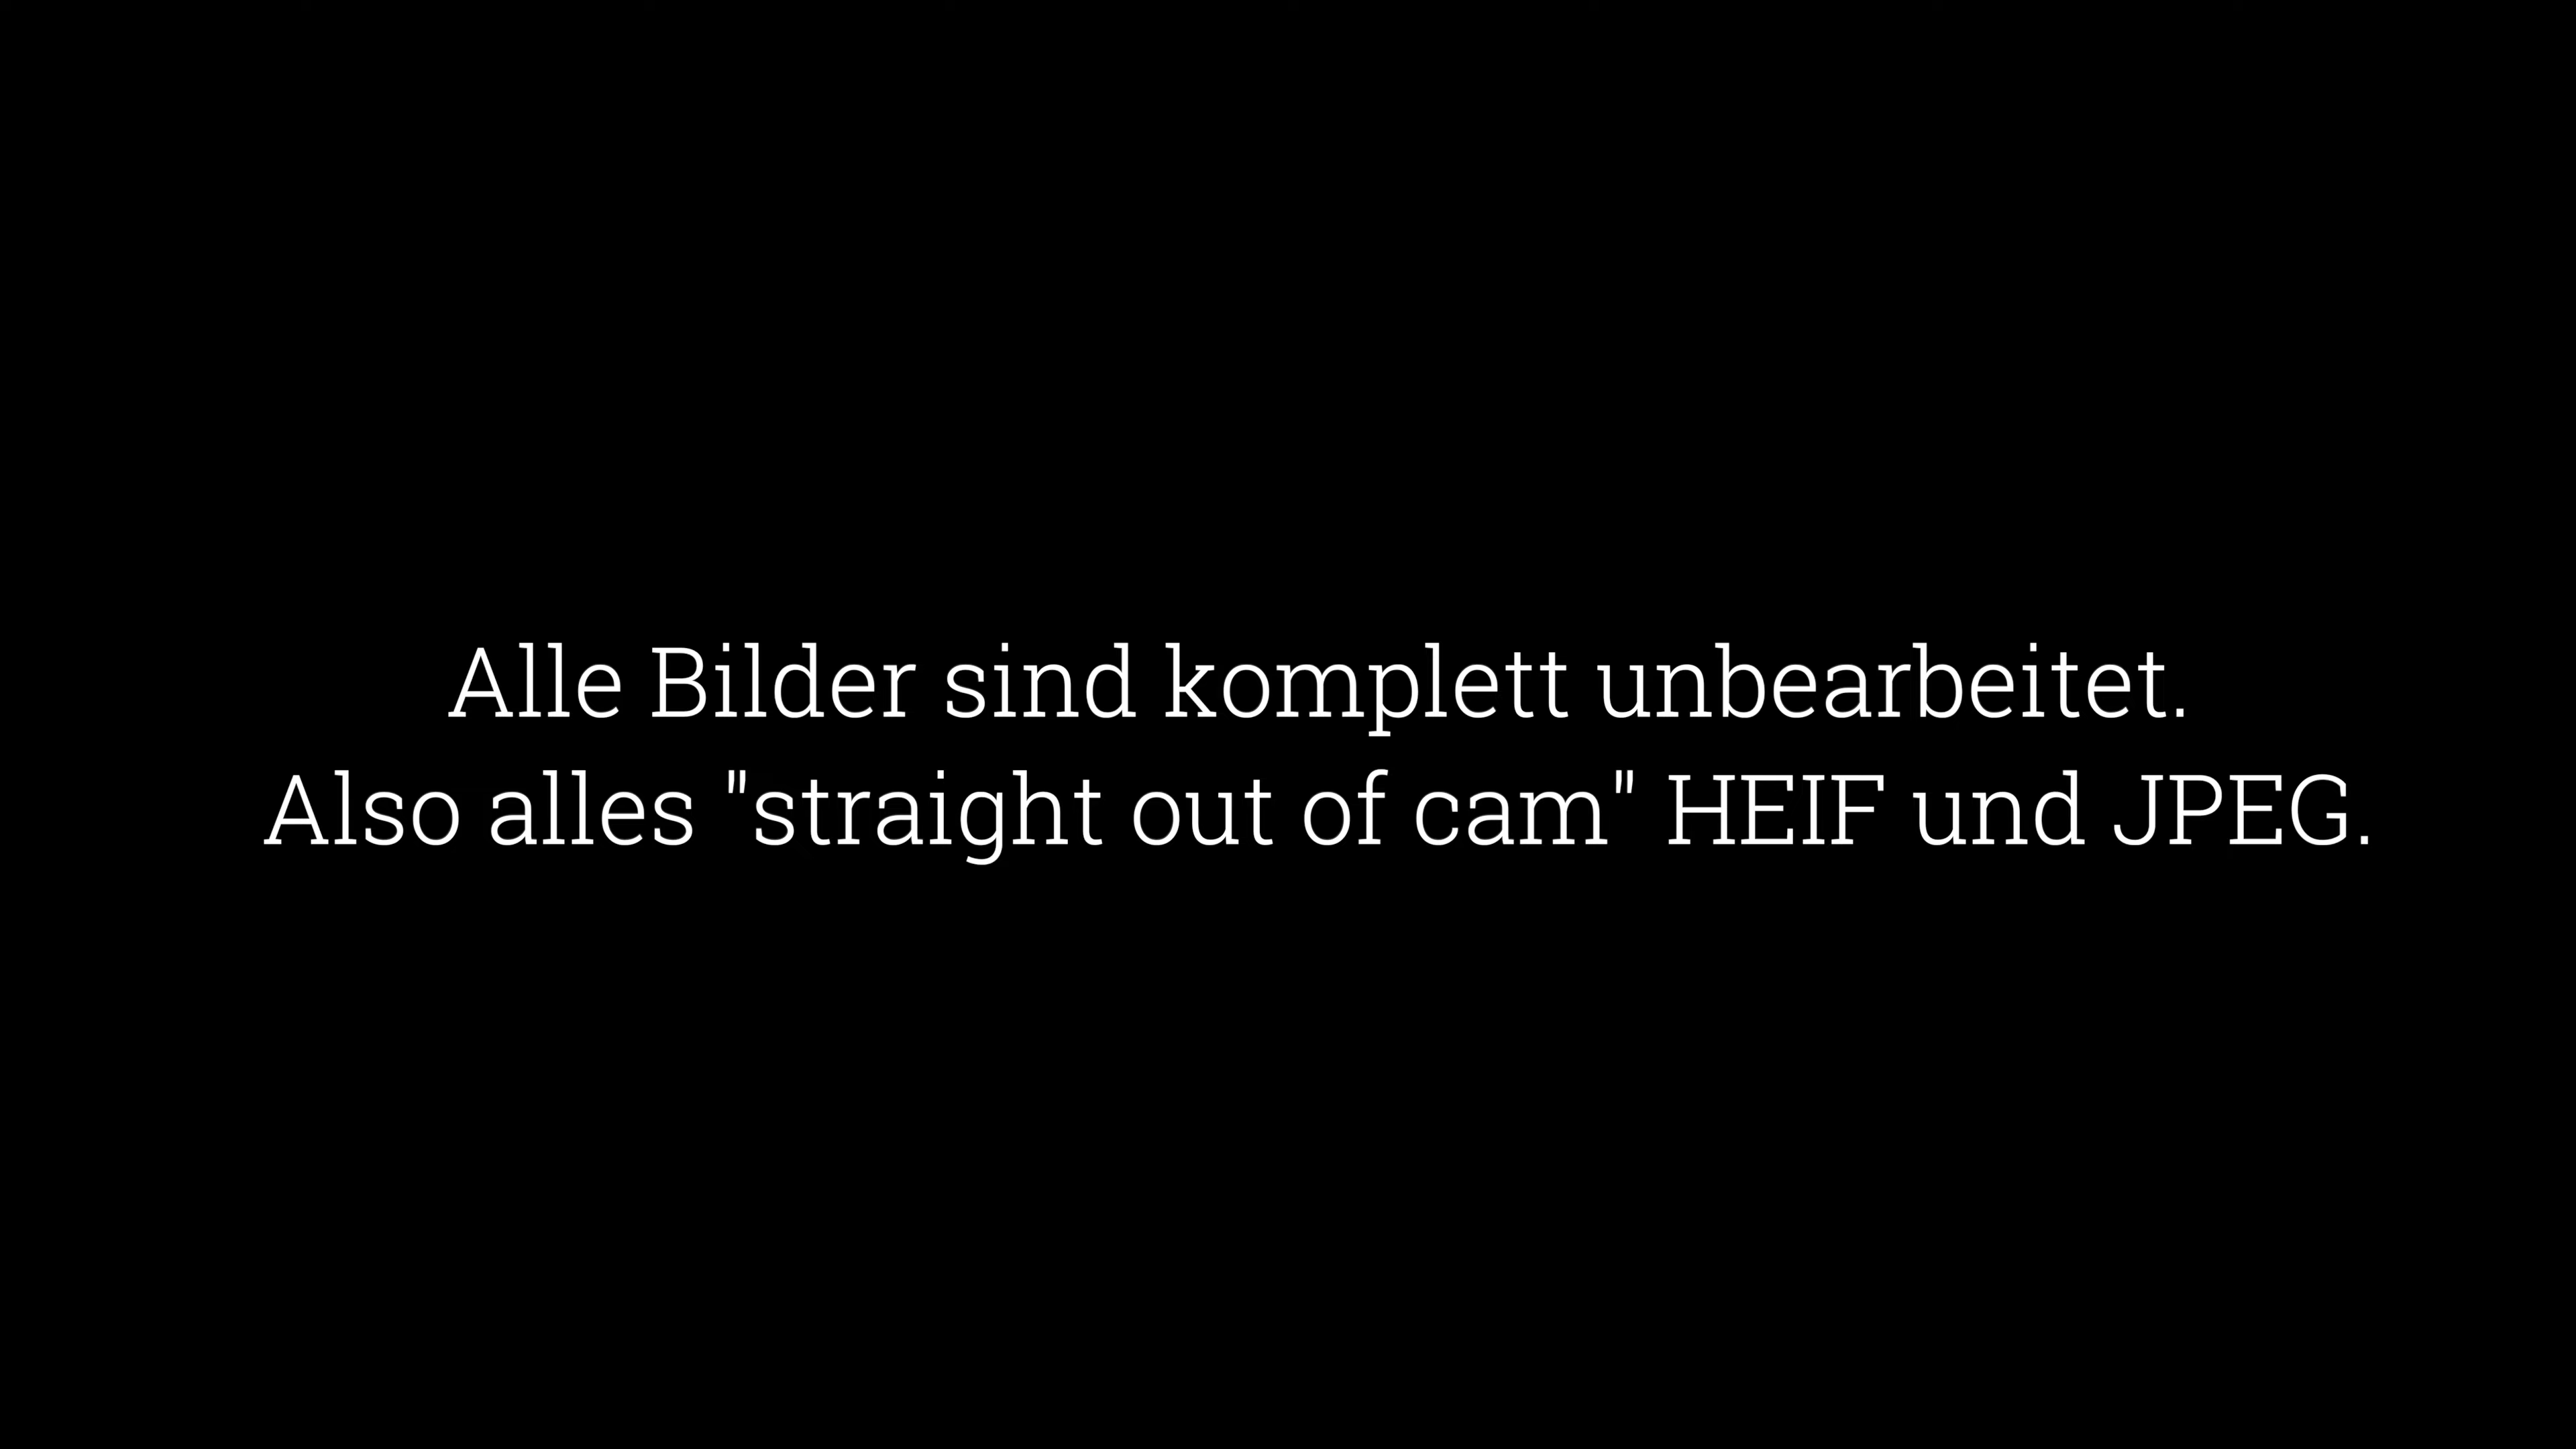 Alle Bilder sind komplett unbearbeitet.
Also alles "straight out of cam" HEIF und JPEG.